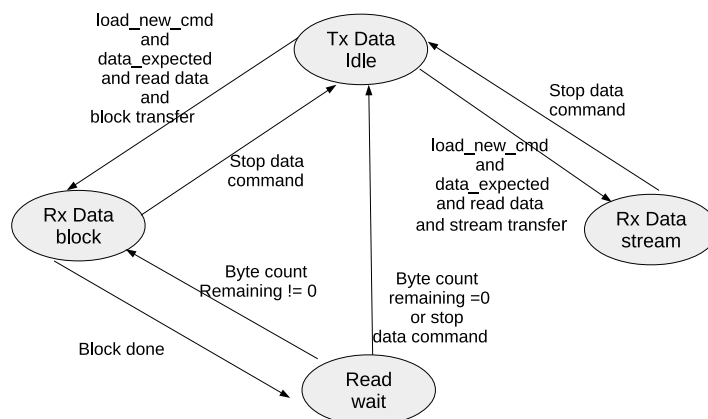 load_new_cmd
and
data_expected
and read data
and
block transfer
Tx Data
Idle
Stop data
command
Stop data
command
load_new_cmd
and
data_expected
and read data
and stream transfer
Rx Data
block
Rx Data
stream
Byte count
Remaining != 0
Byte count
remaining =0
or stop
data command
Block done
Read
wait